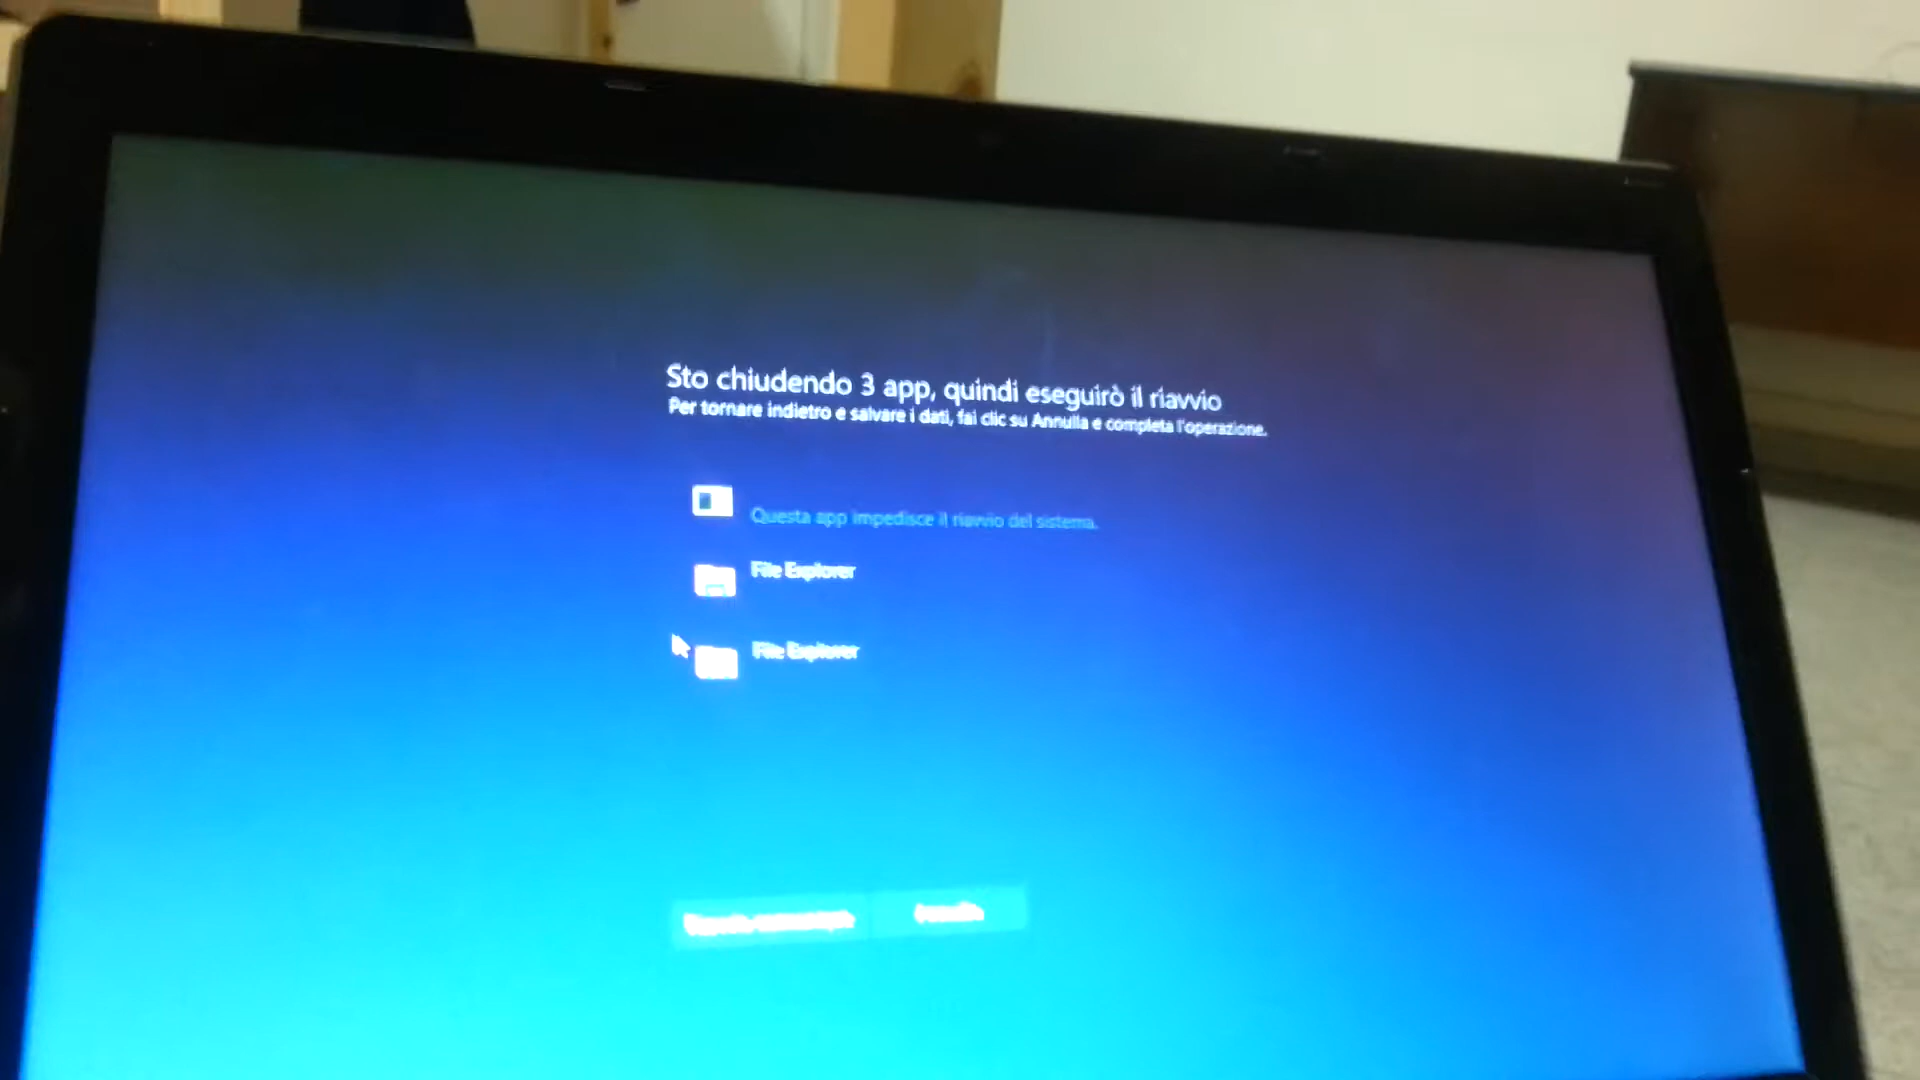 Sto chiudendo 3 app, quindi eseguirò il riavvio
Per tornare indietro e salvare i dati, fai clic su Annulla e completa l'operazione.
Questa app impedisce il riavvio del sistema.
File Explorer
File Explorer